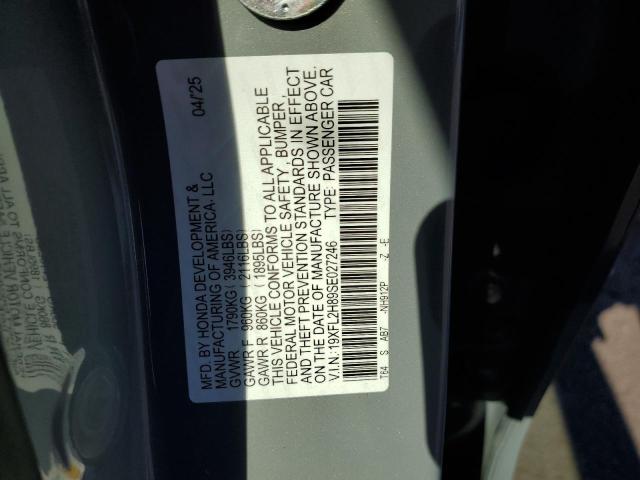 MFD. BY HONDA DEVELOPMENT & 04/'25
MANUFACTURING OF AMERICA, LLC
GVWR 1790KG ( 3946LBS)
GAWR F 960KG ( 2116LBS)
GAWR R 860KG ( 1895LBS)
THIS VEHICLE CONFORMS TO ALL APPLICABLE
FEDERAL MOTOR VEHICLE SAFETY, BUMPER,
AND THEFT PREVENTION STANDARDS IN EFFECT
ON THE DATE OF MANUFACTURE SHOWN ABOVE.
V.I.N: 19XFL2H89SE027246 TYPE: PASSENGER CAR
T64 S AB7 -NH912P -Z -E